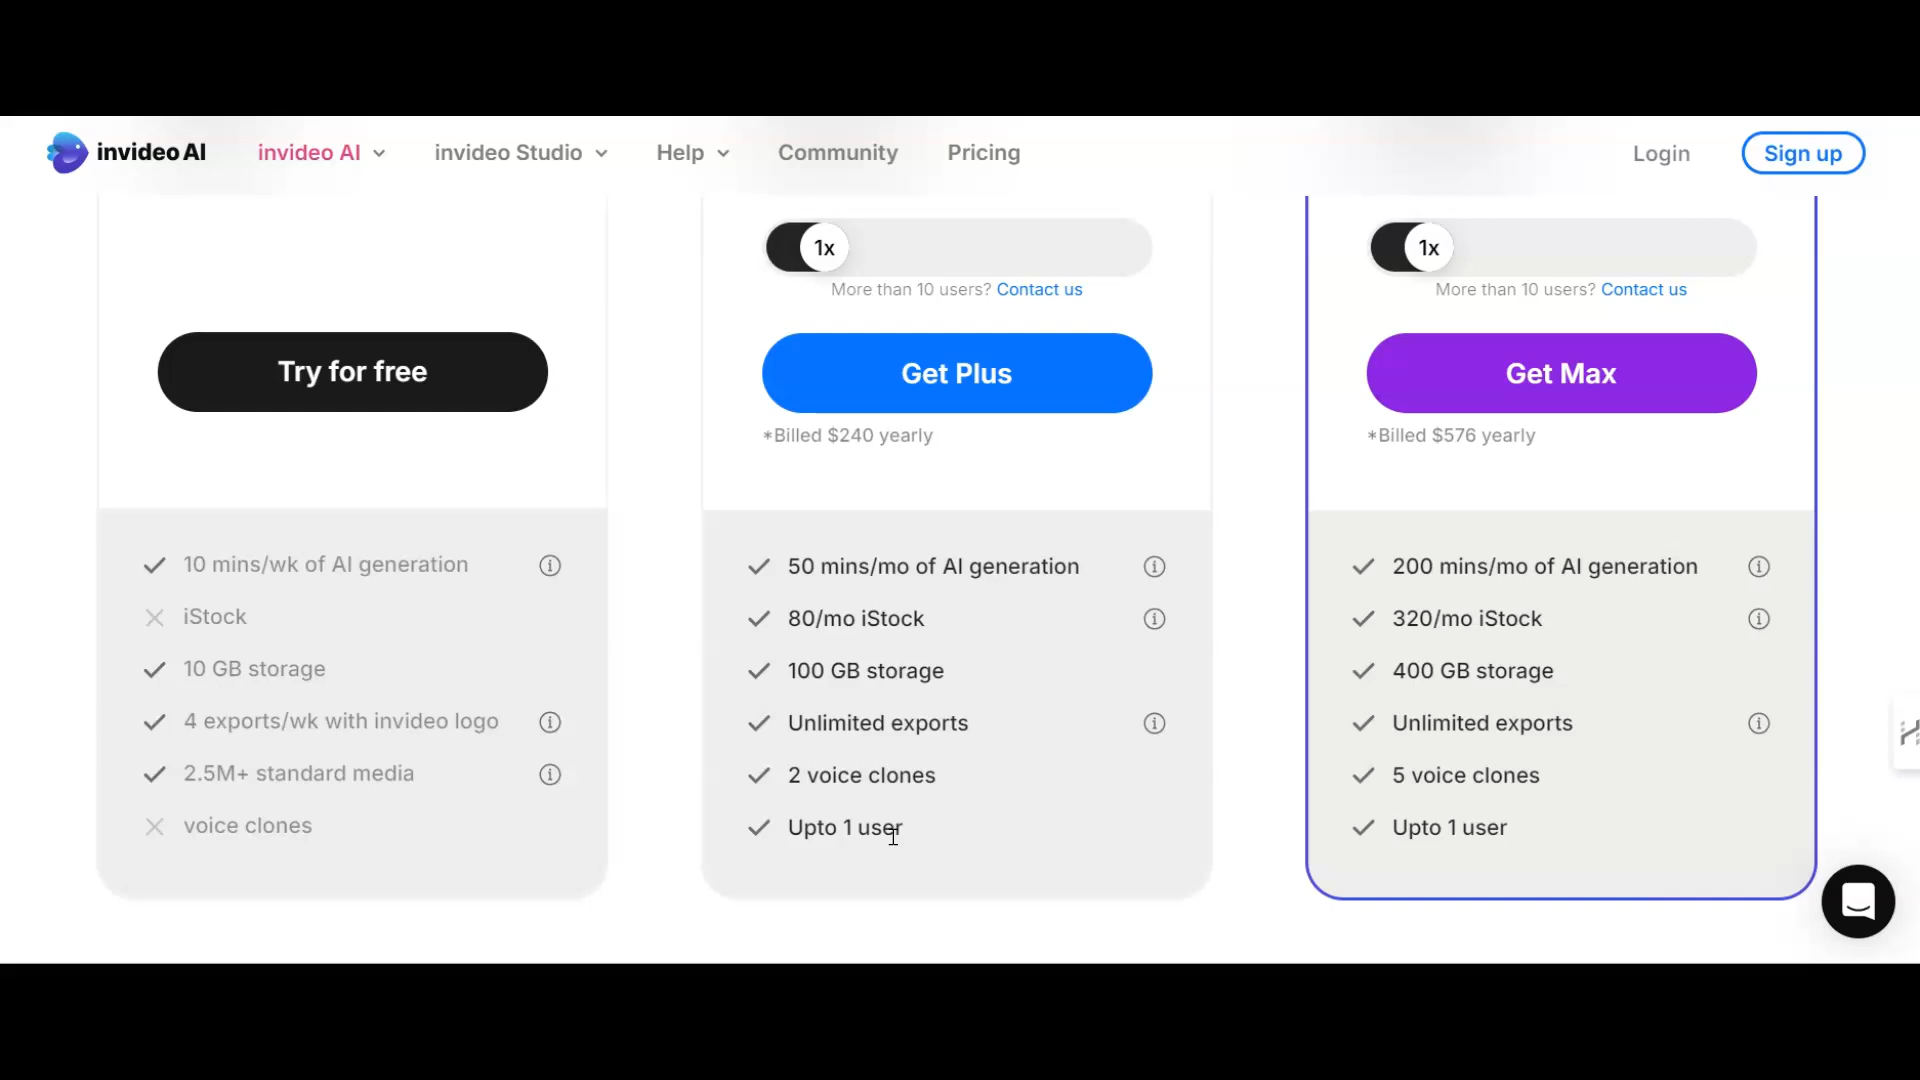 invideo AI
invideo AI
invideo Studio
Help
Community
Pricing
Login
Sign up
Try for free
10 mins/wk of AI generation
iStock
10 GB storage
4 exports/wk with invideo logo
2.5M+ standard media
voice clones
1x
More than 10 users? Contact us
Get Plus
*Billed $240 yearly
50 mins/mo of AI generation
80/mo iStock
100 GB storage
Unlimited exports
2 voice clones
Upto 1 user
1x
More than 10 users? Contact us
Get Max
*Billed $576 yearly
200 mins/mo of AI generation
320/mo iStock
400 GB storage
Unlimited exports
5 voice clones
Upto 1 user